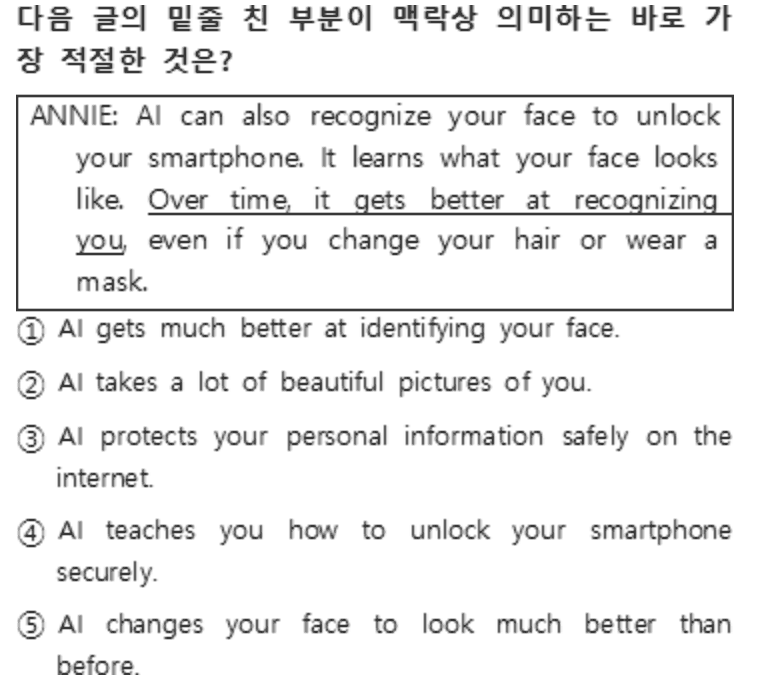 다음 글의 밑줄 친 부분이 맥락상 의미하는 바로 가
장 적절한 것은?
ANNIE: AI can also recognize your face to unlock
your smartphone. It learns what your face looks
like. Over time, it gets better at recognizing
you, even if you change your hair or wear a
mask.
① AI gets much better at identifying your face.
② AI takes a lot of beautiful pictures of you.
③ AI protects your personal information safely on the
internet.
④ AI teaches you how to unlock your smartphone
securely.
⑤ AI changes your face to look much better than
before.